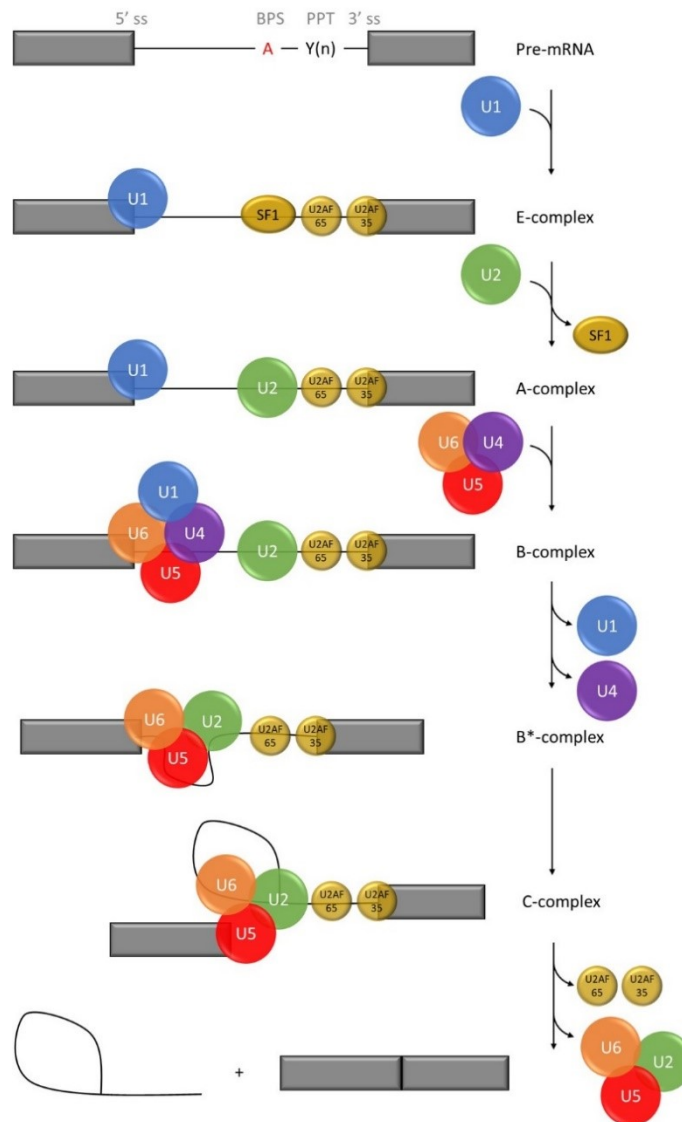 5' ss BPS PPT 3' ss
A Y(n) Pre-mRNA
U1
U1 SF1 U2AF 65 U2AF 35 E-complex
U2
SF1
U1 U2 U2AF 65 U2AF 35 A-complex
U6 U4
U5
U1
U6 U4 U2 U2AF 65 U2AF 35 B-complex
U5
U1
U4
U6 U2 U2AF 65 U2AF 35 B*-complex
U5
U6 U2 U2AF 65 U2AF 35 C-complex
U5
U2AF 65 U2AF 35
+
U6 U2
U5